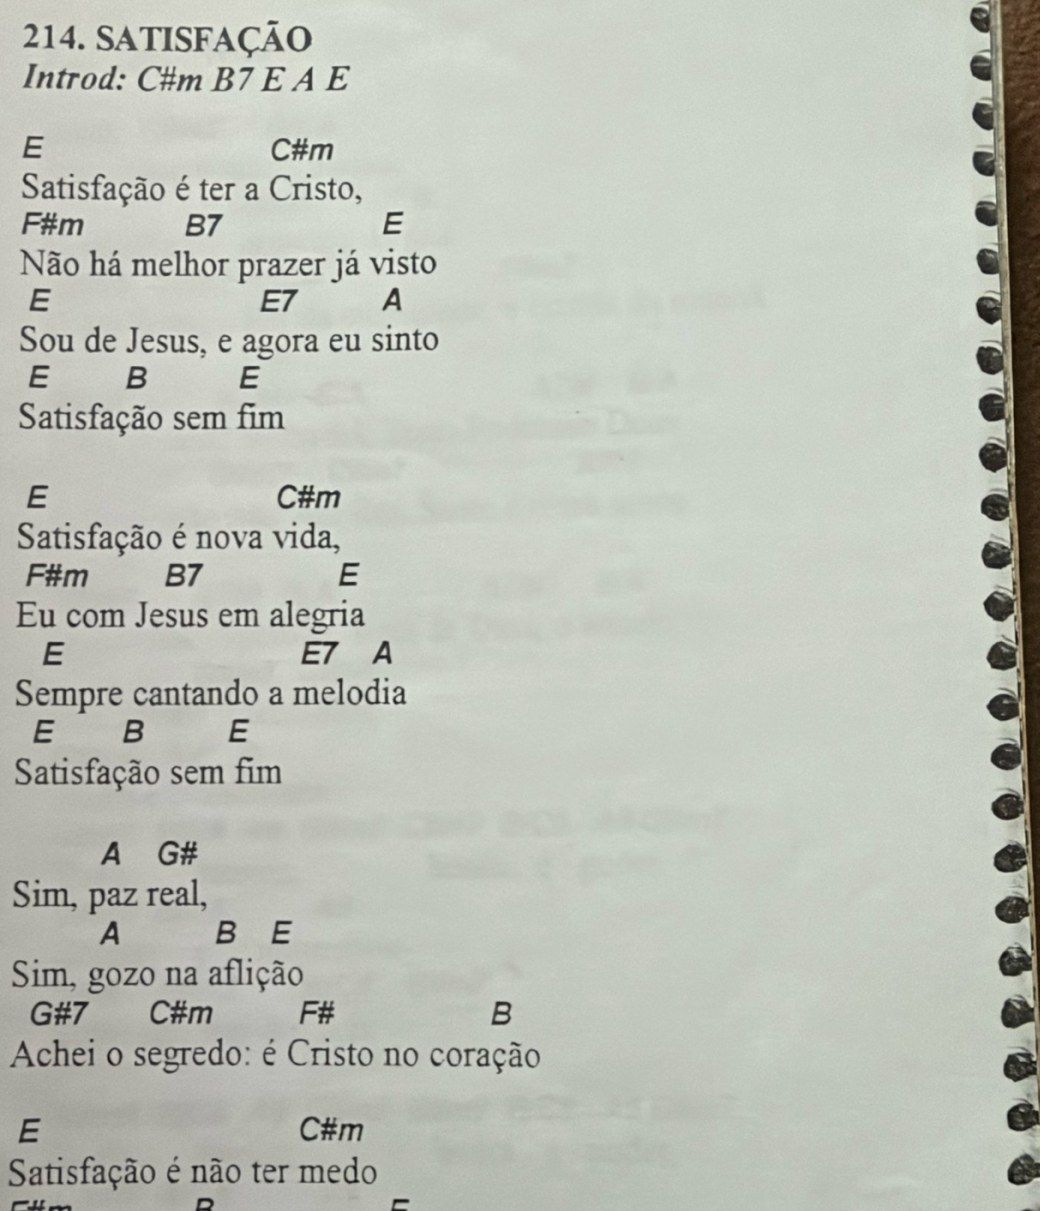 214. SATISFAÇÃO
Introd: C#m B7 E A E
E C#m
Satisfação é ter a Cristo,
F#m B7 E
Não há melhor prazer já visto
E E7 A
Sou de Jesus, e agora eu sinto
E B E
Satisfação sem fim
E C#m
Satisfação é nova vida,
F#m B7 E
Eu com Jesus em alegria
E E7 A
Sempre cantando a melodia
E B E
Satisfação sem fim
A G#
Sim, paz real,
A B E
Sim, gozo na aflição
G#7 C#m F# B
Achei o segredo: é Cristo no coração
E C#m
Satisfação é não ter medo